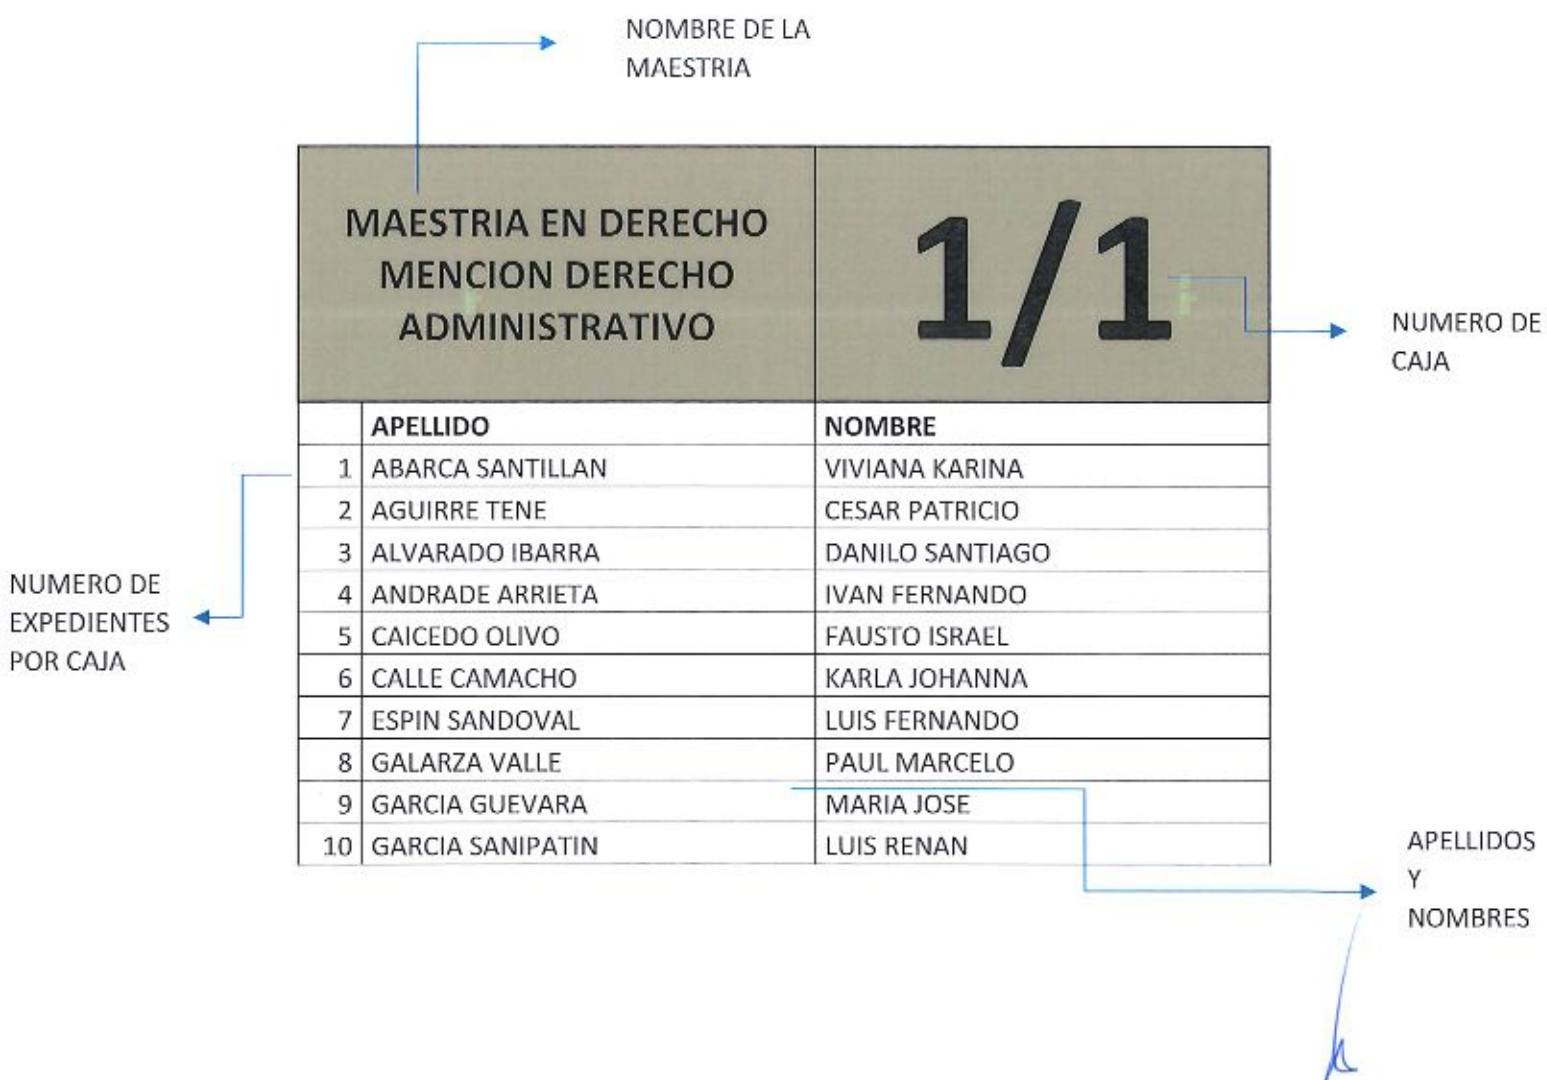 NOMBRE DE LA
MAESTRIA
MAESTRIA EN DERECHO
MENCION DERECHO
ADMINISTRATIVO
1/1
NUMERO DE
CAJA
APELLIDO NOMBRE
1 ABARCA SANTILLAN VIVIANA KARINA
2 AGUIRRE TENE CESAR PATRICIO
3 ALVARADO IBARRA DANILO SANTIAGO
4 ANDRADE ARRIETA IVAN FERNANDO
5 CAICEDO OLIVO FAUSTO ISRAEL
6 CALLE CAMACHO KARLA JOHANNA
7 ESPIN SANDOVAL LUIS FERNANDO
8 GALARZA VALLE PAUL MARCELO
9 GARCIA GUEVARA MARIA JOSE
10 GARCIA SANIPATIN LUIS RENAN
NUMERO DE
EXPEDIENTES
POR CAJA
APELLIDOS
Y
NOMBRES